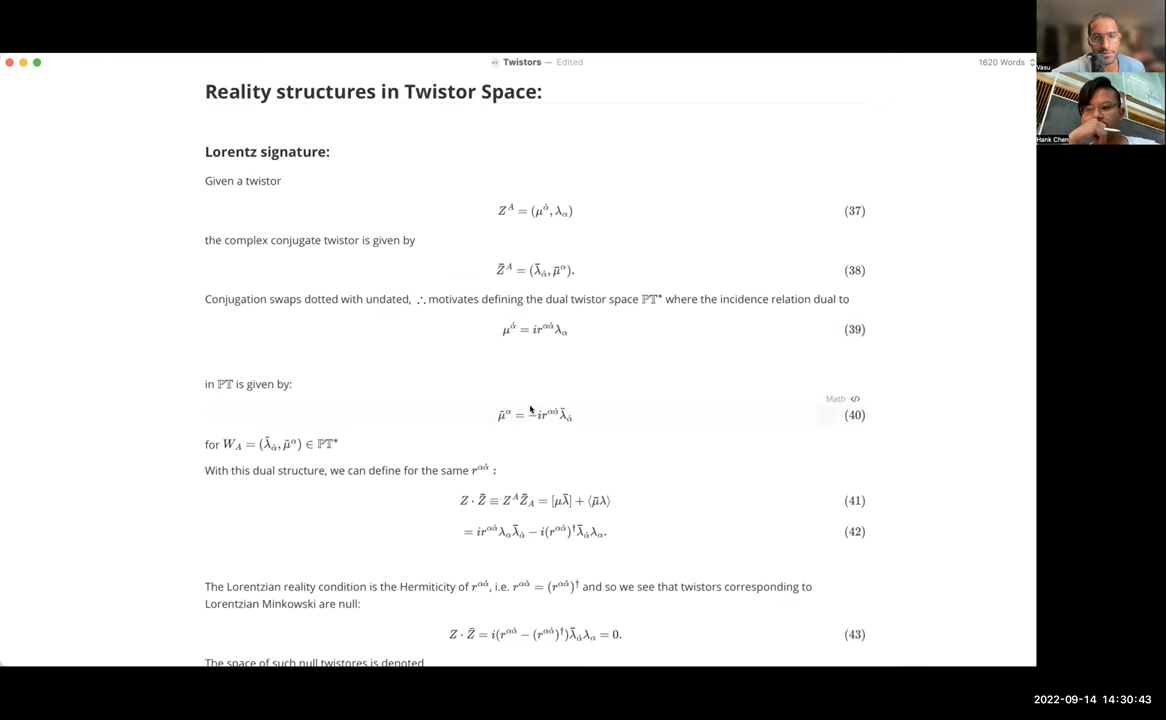 Twistors — Edited
1620 Words
Reality structures in Twistor Space:
Lorentz signature:
Given a twistor
Z^A = (μ^α̇, λ_α) (37)
the complex conjugate twistor is given by
Z̄^A = (λ̄_α̇, μ̄^α). (38)
Conjugation swaps dotted with undated, ∴ motivates defining the dual twistor space ℙ𝕋* where the incidence relation dual to
μ^α̇ = ir^αα̇ λ_α (39)
in ℙ𝕋 is given by:
Math </>
μ̃^α = −ir^αα̇ λ̃_α̇ (40)
for W_A = (λ̃_α̇, μ̃^α) ∈ ℙ𝕋*
With this dual structure, we can define for the same r^αα̇ :
Z · Z̄ ≡ Z^A Z̄_A = [μλ̄] + ⟨μ̄λ⟩ (41)
= ir^αα̇ λ_α λ̄_α̇ − i(r^αα̇)† λ̄_α̇ λ_α. (42)
The Lorentzian reality condition is the Hermiticity of r^αα̇, i.e. r^αα̇ = (r^αα̇)† and so we see that twistors corresponding to
Lorentzian Minkowski are null:
Z · Z̄ = i(r^αα̇ − (r^αα̇)†) λ̄_α̇ λ_α = 0. (43)
The space of such null twistores is denoted
Vasu
Hank Chen
2022-09-14 14:30:43